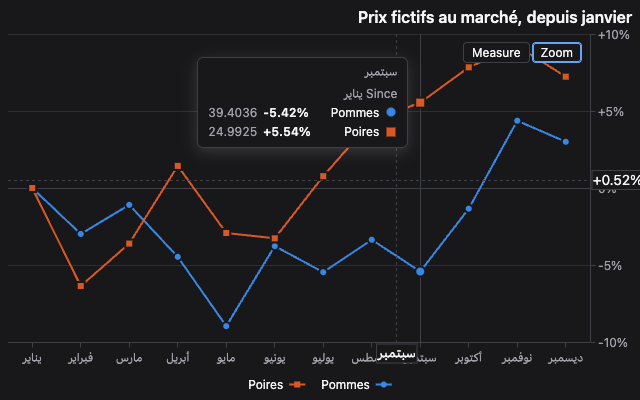 Prix fictifs au marché, depuis janvier
Measure
Zoom
سبتمبر
Since يناير
Pommes -5.42% 39.4036
Poires +5.54% 24.9925
+10%
+5%
+0.52%
-5%
-10%
يناير
فبراير
مارس
أبريل
مايو
يونيو
يوليو
سبتمبر
أكتوبر
نوفمبر
ديسمبر
Poires
Pommes